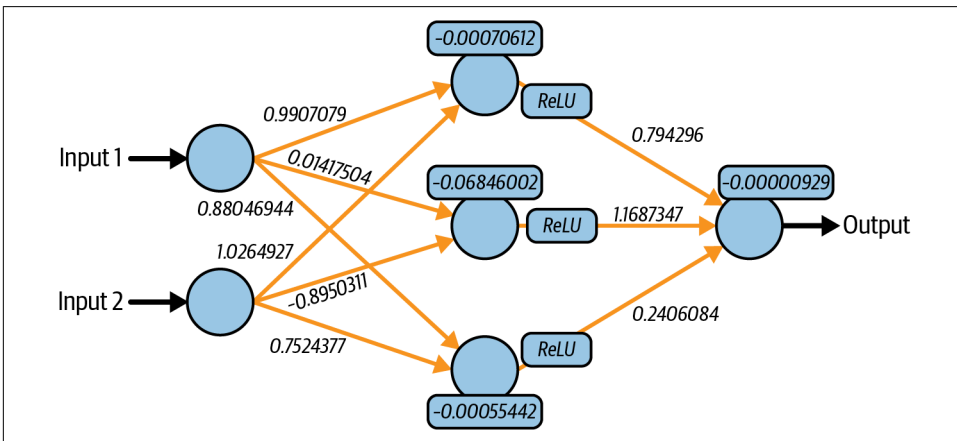 -0.00070612
0.9907079
ReLU
0.794296
Input 1
0.01417504
-0.06846002
-0.00000929
0.88046944
ReLU
1.1687347
Output
1.0264927
Input 2
-0.8950311
0.2406084
0.7524377
ReLU
-0.00055442